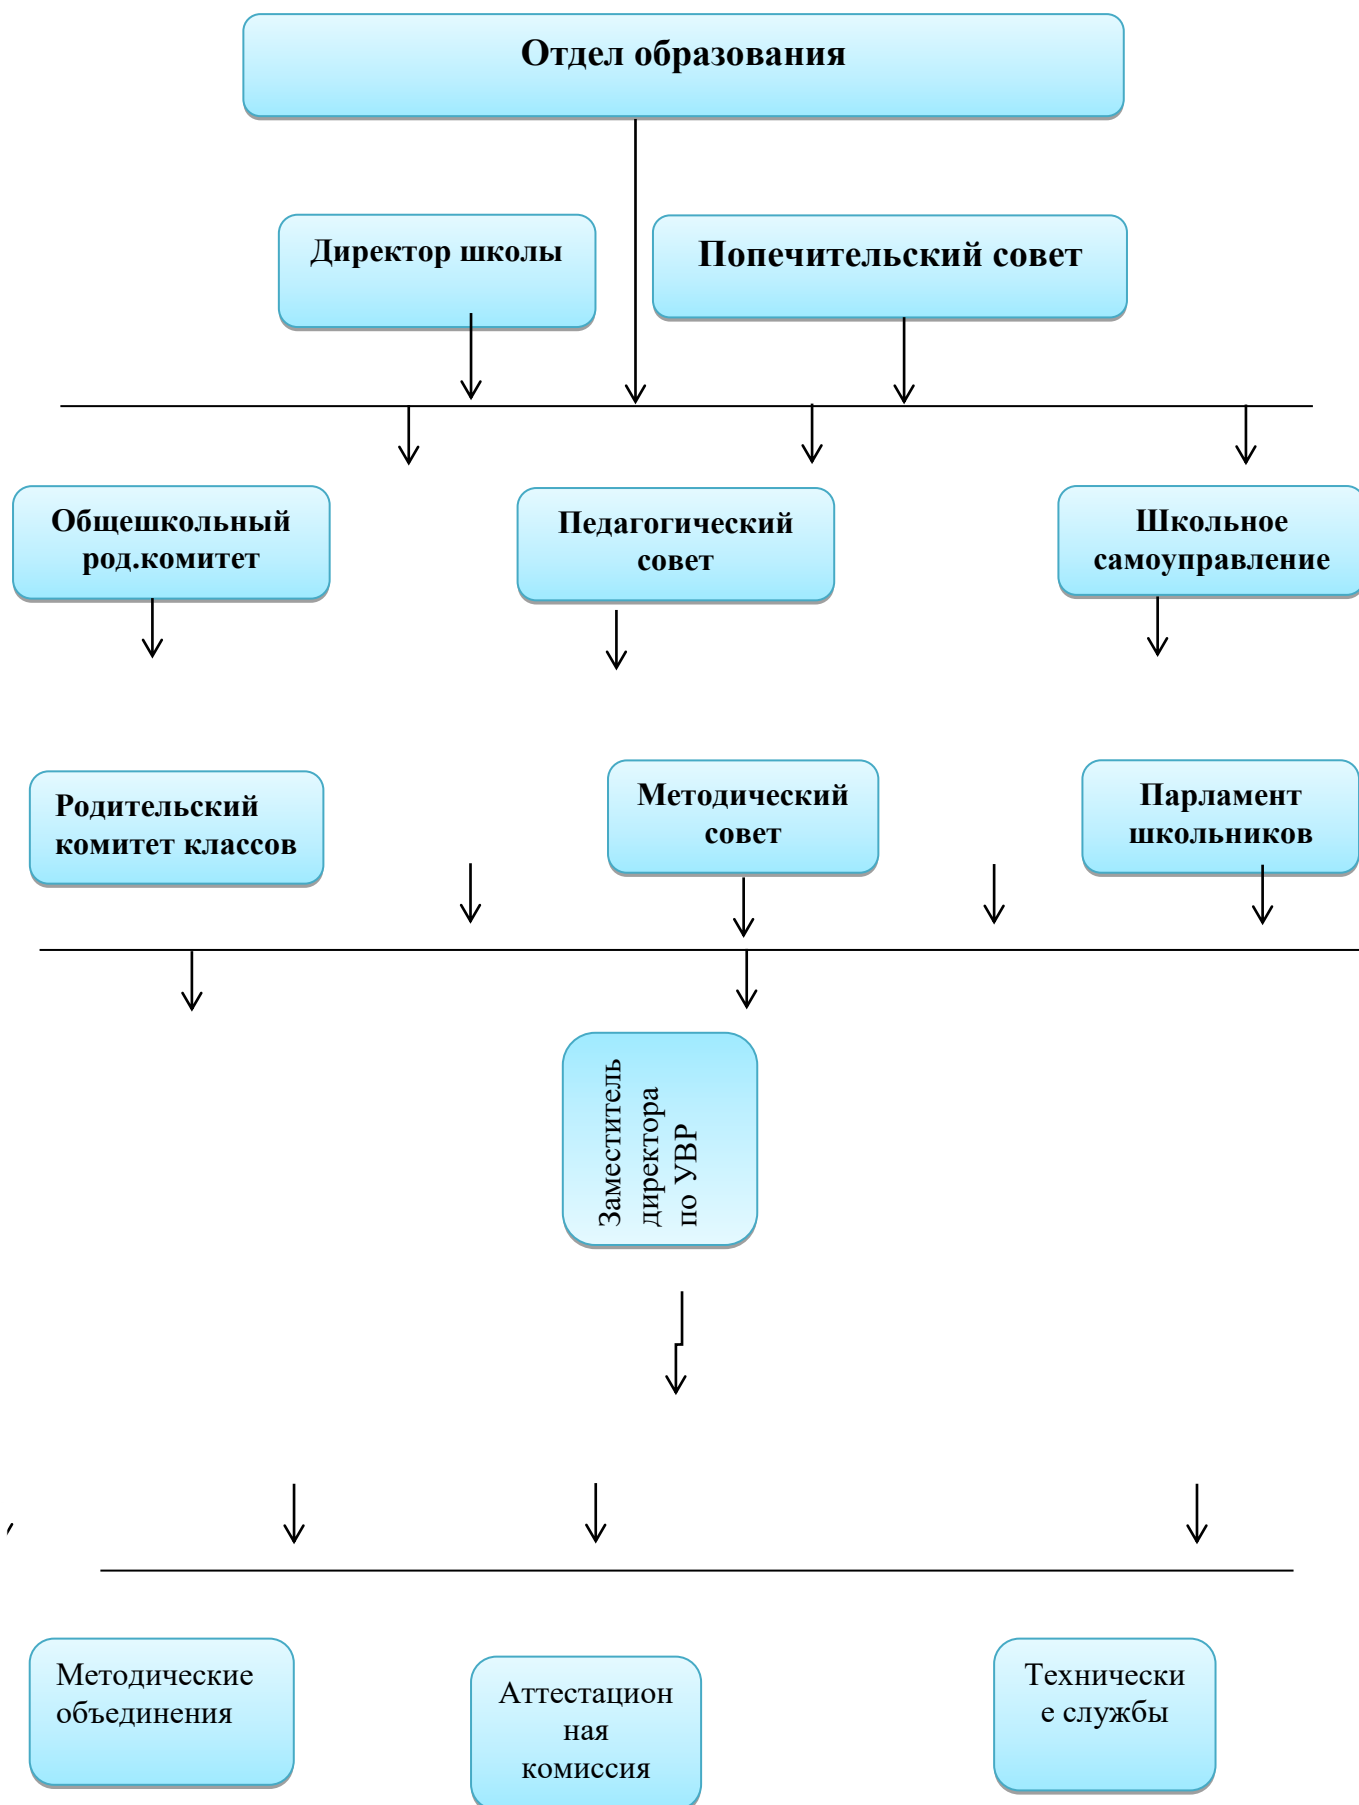 Отдел образования
Директор школы
Попечительский совет
Общешкольный
род.комитет
Педагогический
совет
Школьное
самоуправление
Родительский
комитет классов
Методический
совет
Парламент
школьников
Заместитель
директора
по УВР
Методические
объединения
Аттестацион
ная
комиссия
Технически
е службы